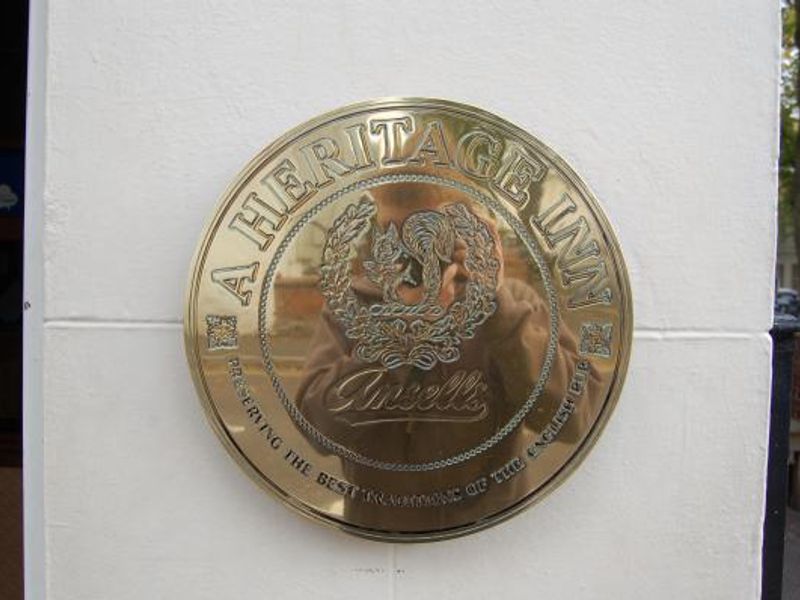 A HERITAGE INN
Ansells
PRESERVING THE BEST TRADITIONS OF THE ENGLISH PUB